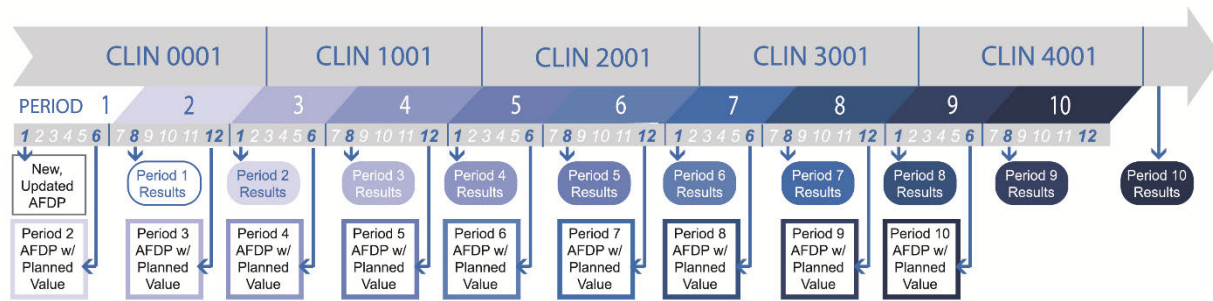 CLIN 0001 CLIN 1001 CLIN 2001 CLIN 3001 CLIN 4001
PERIOD 1 2 3 4 5 6 7 8 9 10
1 2 3 4 5 6 7 8 9 10 11 12 1 2 3 4 5 6 7 8 9 10 11 12 1 2 3 4 5 6 7 8 9 10 11 12 1 2 3 4 5 6 7 8 9 10 11 12 1 2 3 4 5 6 7 8 9 10 11 12
New,
Updated
AFDP
Period 1
Results
Period 2
Results
Period 3
Results
Period 4
Results
Period 5
Results
Period 6
Results
Period 7
Results
Period 8
Results
Period 9
Results
Period 10
Results
Period 2
AFDP w/
Planned
Value
Period 3
AFDP w/
Planned
Value
Period 4
AFDP w/
Planned
Value
Period 5
AFDP w/
Planned
Value
Period 6
AFDP w/
Planned
Value
Period 7
AFDP w/
Planned
Value
Period 8
AFDP w/
Planned
Value
Period 9
AFDP w/
Planned
Value
Period 10
AFDP w/
Planned
Value